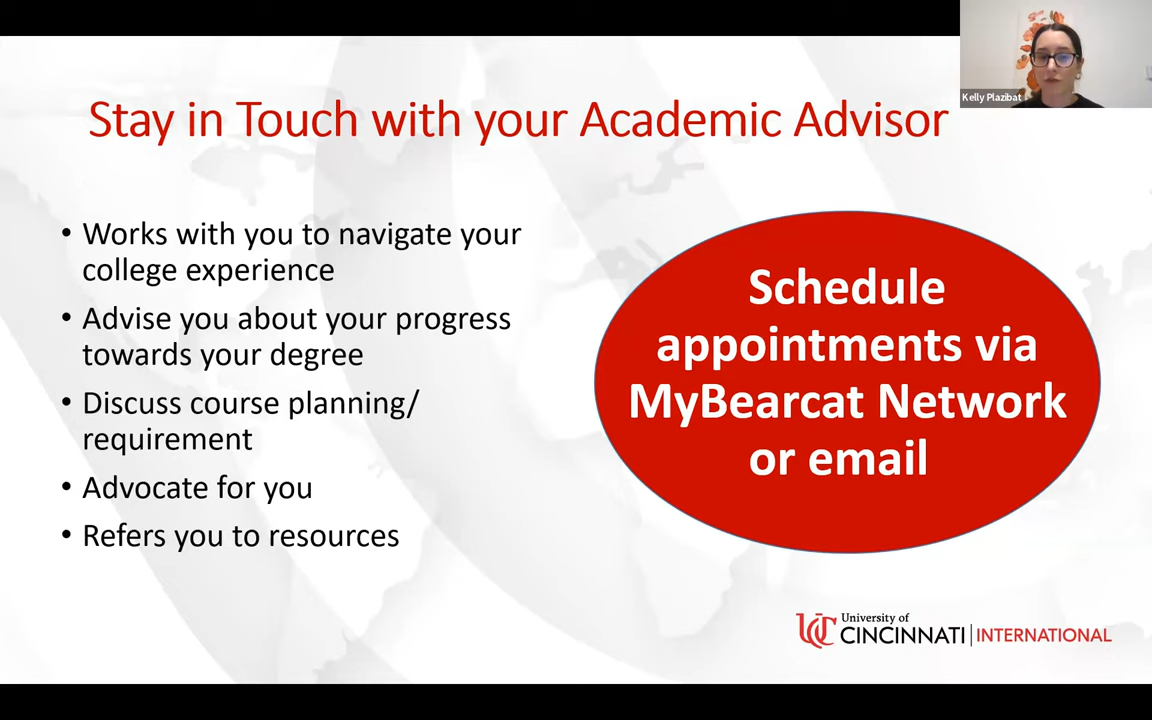 Kelly Plazibat
Stay in Touch with your Academic Advisor
• Works with you to navigate your
college experience
• Advise you about your progress
towards your degree
• Discuss course planning/
requirement
• Advocate for you
• Refers you to resources
Schedule
appointments via
MyBearcat Network
or email
UC
University of
CINCINNATI
INTERNATIONAL